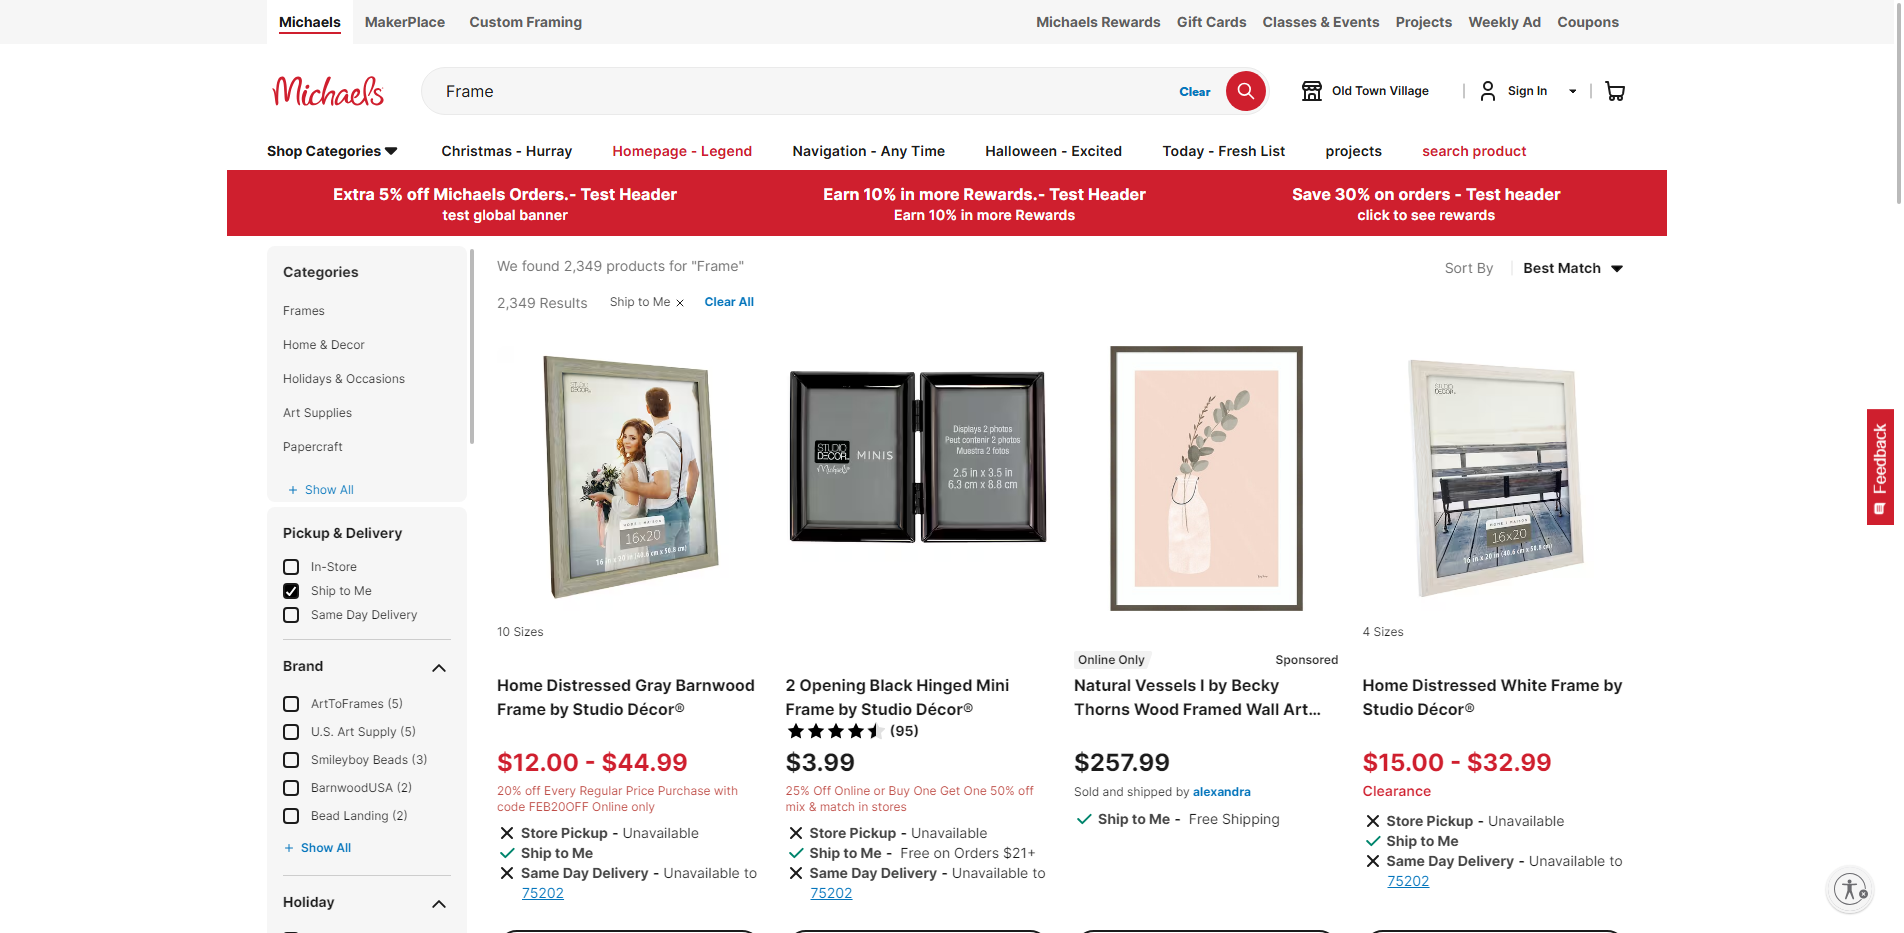 Michaels
MakerPlace
Custom Framing
Michaels Rewards
Gift Cards
Classes & Events
Projects
Weekly Ad
Coupons
Michaels
Frame
Clear
Old Town Village
Sign In
Shop Categories
Christmas - Hurray
Homepage - Legend
Navigation - Any Time
Halloween - Excited
Today - Fresh List
projects
search product
Extra 5% off Michaels Orders.- Test Header
test global banner
Earn 10% in more Rewards.- Test Header
Earn 10% in more Rewards
Save 30% on orders - Test header
click to see rewards
Categories
Frames
Home & Decor
Holidays & Occasions
Art Supplies
Papercraft
+ Show All
Pickup & Delivery
In-Store
Ship to Me
Same Day Delivery
Brand
ArtToFrames (5)
U.S. Art Supply (5)
Smileyboy Beads (3)
BarnwoodUSA (2)
Bead Landing (2)
+ Show All
Holiday
We found 2,349 products for "Frame"
Sort By
Best Match
2,349 Results
Ship to Me
Clear All
STUDIO
DECOR
HOME | MAISON
16x20
16 in x 20 in (40.6 cm x 50.8 cm)
10 Sizes
Home Distressed Gray Barnwood
Frame by Studio Décor®
$12.00 - $44.99
20% off Every Regular Price Purchase with
code FEB20OFF Online only
Store Pickup - Unavailable
Ship to Me
Same Day Delivery - Unavailable to
75202
STUDIO
DECOR
Michaels
MINIS
Displays 2 photos
Peut contenir 2 photos
Muestra 2 fotos
2.5 in x 3.5 in
6.3 cm x 8.8 cm
2 Opening Black Hinged Mini
Frame by Studio Décor®
(95)
$3.99
25% Off Online or Buy One Get One 50% off
mix & match in stores
Store Pickup - Unavailable
Ship to Me - Free on Orders $21+
Same Day Delivery - Unavailable to
75202
Online Only
Sponsored
Natural Vessels I by Becky
Thorns Wood Framed Wall Art...
$257.99
Sold and shipped by alexandra
Ship to Me - Free Shipping
STUDIO
DECOR
HOME | MAISON
16x20
16 in x 20 in (40.6 cm x 50.8 cm)
4 Sizes
Home Distressed White Frame by
Studio Décor®
$15.00 - $32.99
Clearance
Store Pickup - Unavailable
Ship to Me
Same Day Delivery - Unavailable to
75202
Feedback